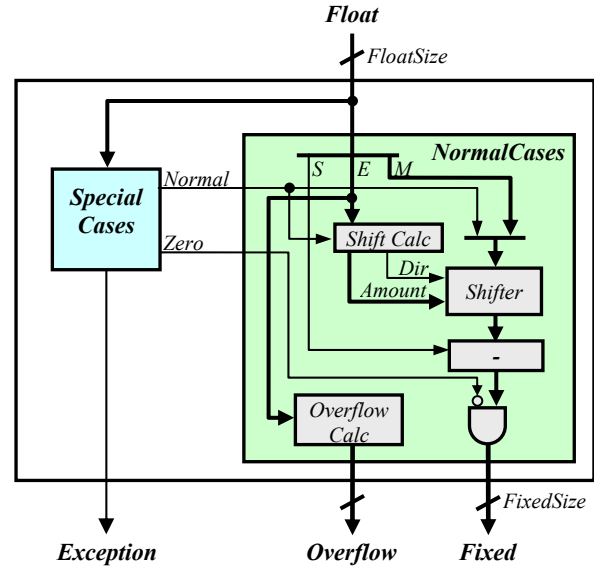 Float
FloatSize
NormalCases
S E M
Special
Cases
Normal
Shift Calc
Zero
Dir
Amount
Shifter
-
Overflow
Calc
FixedSize
Exception
Overflow
Fixed